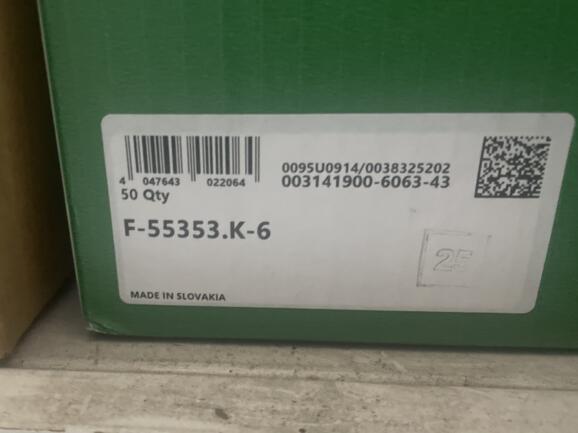 4 047643 022064
50 Qty
0095U0914/0038325202
003141900-6063-43
F-55353.K-6
25
MADE IN SLOVAKIA